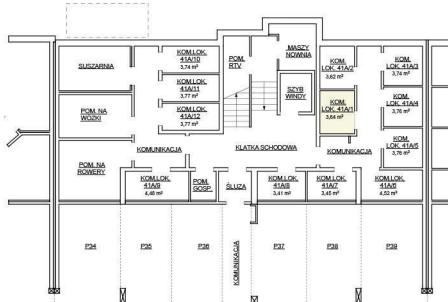 SUSZARNIA
POM. NA
WÓZKI
POM. NA
ROWERY
KOM.LOK.
41A/10
3,74 m²
KOM.LOK.
41A/11
3,77 m²
KOM.LOK.
41A/12
3,77 m²
POM.
RTV
MASZY
NOWNIA
SZYB
WINDY
KOM.
LOK. 41A/2
3,62 m²
KOM.
LOK. 41A/1
3,64 m²
KOM.
LOK. 41A/3
3,74 m²
KOM.
LOK. 41A/4
3,76 m²
KOM.
LOK. 41A/5
3,76 m²
KOMUNIKACJA
KLATKA SCHODOWA
KOMUNIKACJA
KOM.LOK.
41A/9
4,48 m²
POM.
GOSP.
ŚLUZA
KOM.LOK.
41A/8
3,41 m²
KOM.LOK.
41A/7
3,45 m²
KOM.LOK.
41A/6
4,52 m²
P34
P35
P36
KOMUNIKACJA
P37
P38
P39